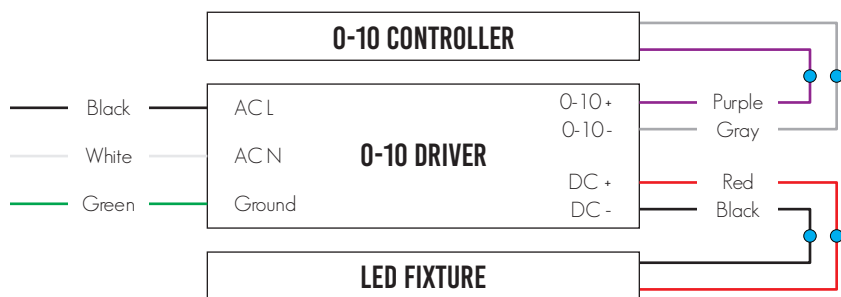 0-10 CONTROLLER
Black
AC L
0-10 +
Purple
0-10 -
Gray
White
AC N
0-10 DRIVER
DC +
Red
Green
Ground
DC -
Black
LED FIXTURE